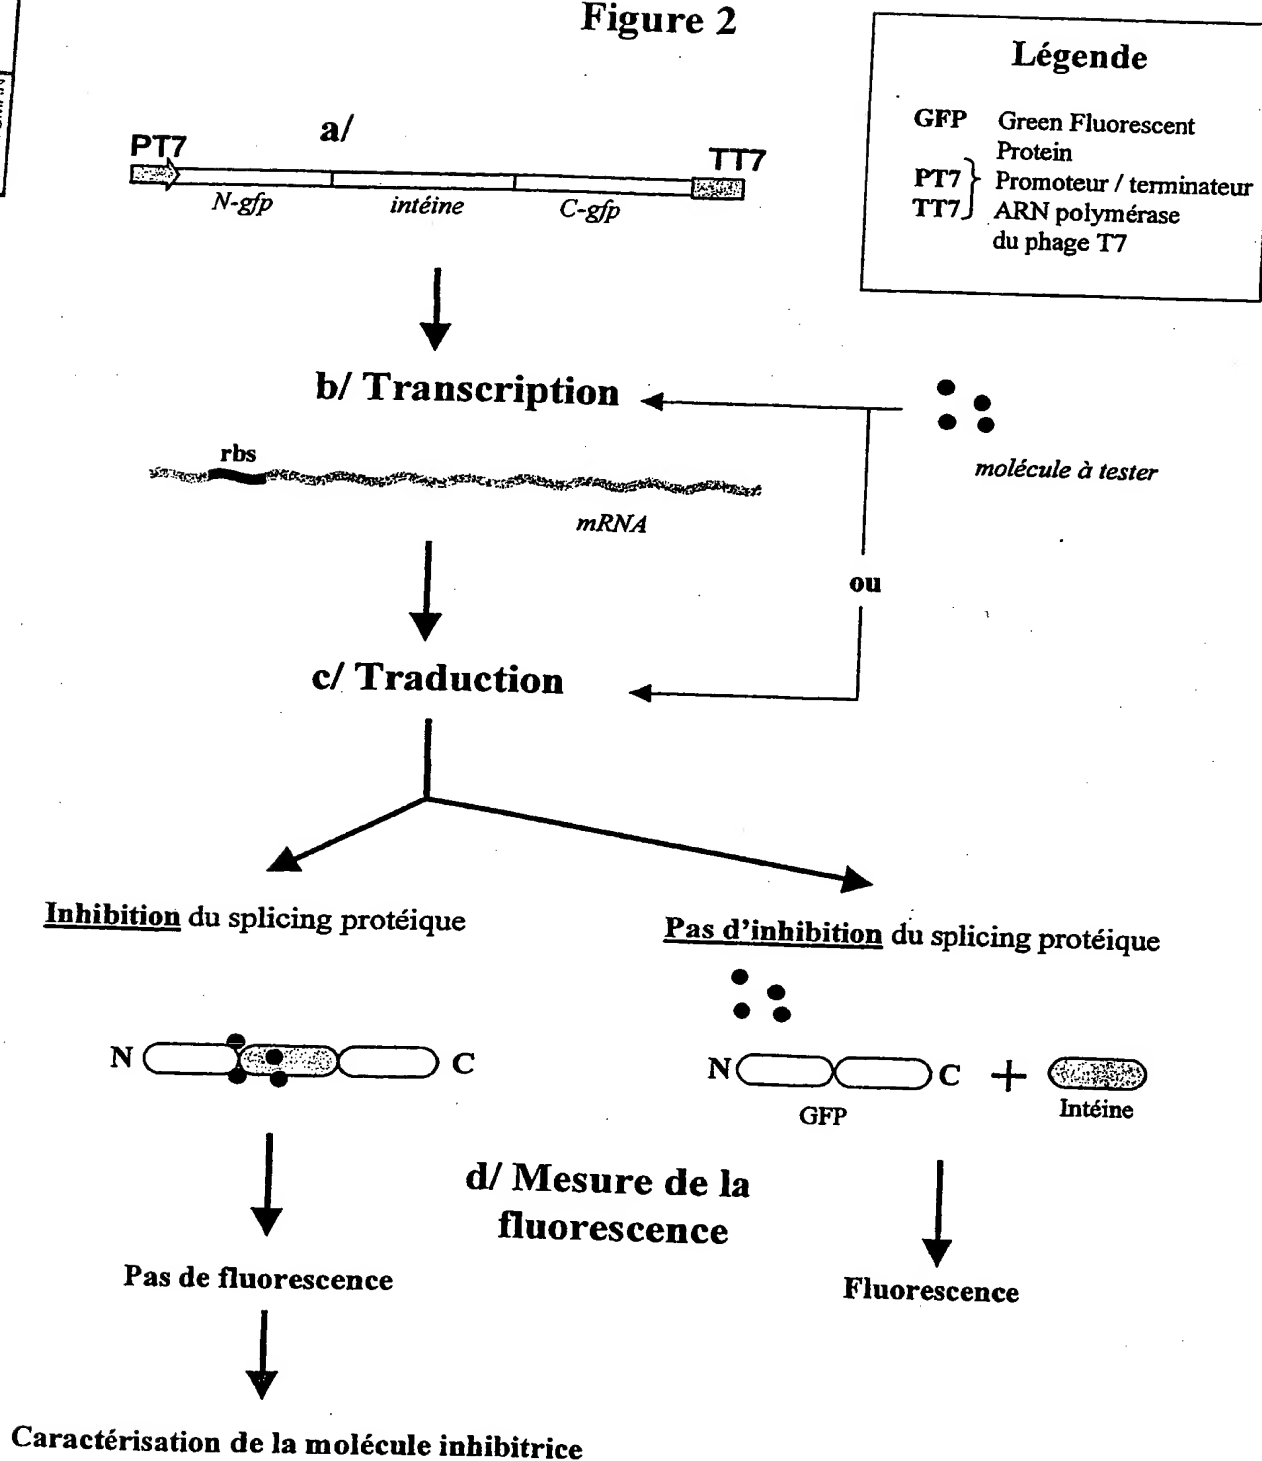 Figure 2
Légende
GFP Green Fluorescent
Protein
PT7 } Promoteur / terminateur
TT7 } ARN polymérase
du phage T7
a/
PT7
TT7
N-gfp
intéine
C-gfp
b/ Transcription
molécule à tester
rbs
mRNA
ou
c/ Traduction
Inhibition du splicing protéique
Pas d'inhibition du splicing protéique
N
C
N
C
+
GFP
Intéine
d/ Mesure de la
fluorescence
Pas de fluorescence
Fluorescence
Caractérisation de la molécule inhibitrice